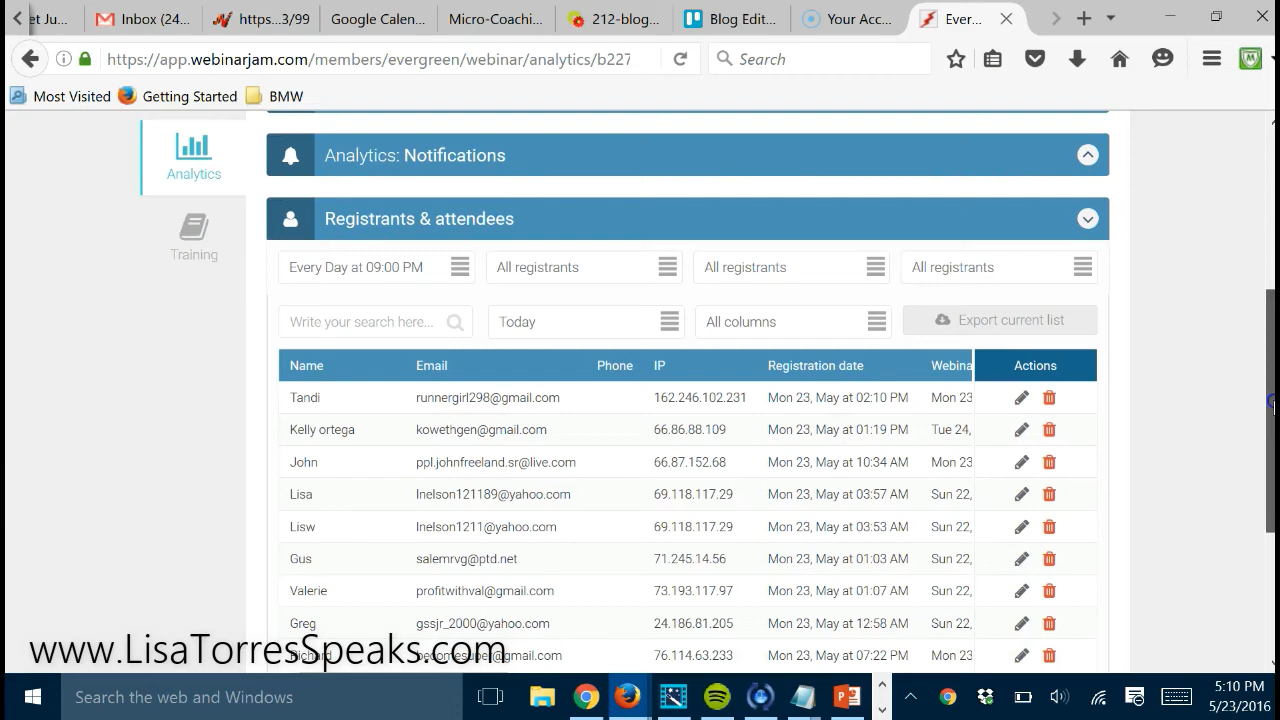 et Ju...
Inbox (24...
https...3/99
Google Calen...
Micro-Coachi...
212-blog...
Blog Edit...
Your Acc...
Ever...
https://app.webinarjam.com/members/evergreen/webinar/analytics/b227
Search
Most Visited
Getting Started
BMW
Analytics
Training
Analytics: Notifications
Registrants & attendees
Every Day at 09:00 PM
All registrants
All registrants
All registrants
Write your search here...
Today
All columns
Export current list
Name Email Phone IP Registration date Webina Actions
Tandi runnergirl298@gmail.com 162.246.102.231 Mon 23, May at 02:10 PM Mon 23
Kelly ortega kowethgen@gmail.com 66.86.88.109 Mon 23, May at 01:19 PM Tue 24,
John ppl.johnfreeland.sr@live.com 66.87.152.68 Mon 23, May at 10:34 AM Mon 23
Lisa lnelson121189@yahoo.com 69.118.117.29 Mon 23, May at 03:57 AM Sun 22,
Lisw lnelson1211@yahoo.com 69.118.117.29 Mon 23, May at 03:53 AM Sun 22,
Gus salemrvg@ptd.net 71.245.14.56 Mon 23, May at 01:03 AM Sun 22,
Valerie profitwithval@gmail.com 73.193.117.97 Mon 23, May at 01:07 AM Sun 22,
Greg gssjr_2000@yahoo.com 24.186.81.205 Mon 23, May at 12:58 AM Sun 22,
Richard becomesuper@gmail.com 76.114.63.233 Mon 23, May at 07:22 PM Mon 23
www.LisaTorresSpeaks.com
Search the web and Windows
5:10 PM
5/23/2016